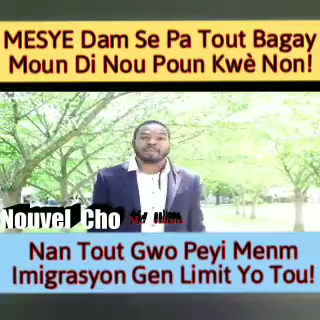 MESYE Dam Se Pa Tout Bagay
Moun Di Nou Poun Kwè Non!
Nouvel Cho
Nan Tout Gwo Peyi Menm
Imigrasyon Gen Limit Yo Tou!